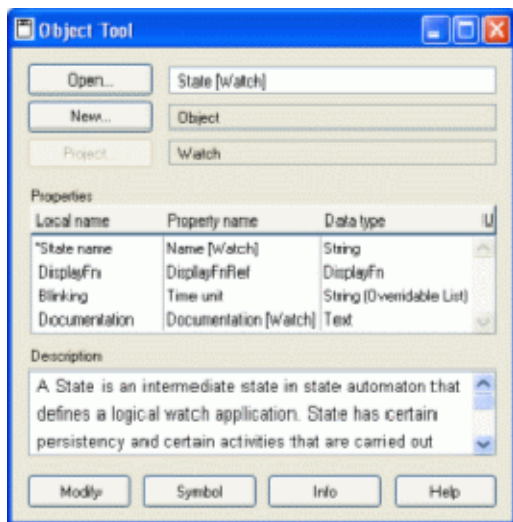 Object Tool
Open... State [Watch]
New... Object
Project... Watch
Properties
Local name Property name Data type U
*State name Name [Watch] String
DisplayFn DisplayFnRef DisplayFn
Blinking Time unit String (Overridable List)
Documentation Documentation [Watch] Text
Description
A State is an intermediate state in state automaton that
defines a logical watch application. State has certain
persistency and certain activities that are carried out
Modify Symbol Info Help